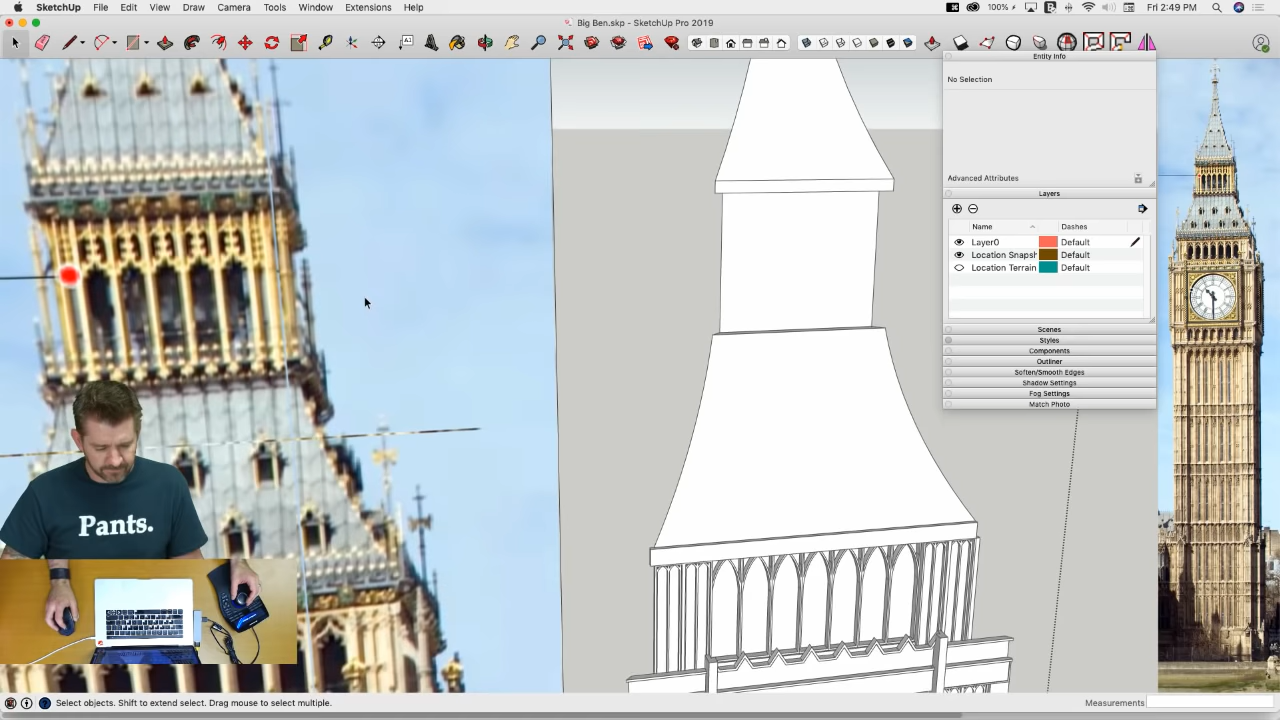 SketchUp File Edit View Draw Camera Tools Window Extensions Help
100% Fri 2:49 PM
Big Ben.skp - SketchUp Pro 2019
Entity Info
No Selection
Advanced Attributes
Layers
Name Dashes
Layer0 Default
Location Snapsh Default
Location Terrain Default
Scenes
Styles
Components
Outliner
Soften/Smooth Edges
Shadow Settings
Fog Settings
Match Photo
Pants.
Select objects. Shift to extend select. Drag mouse to select multiple.
Measurements